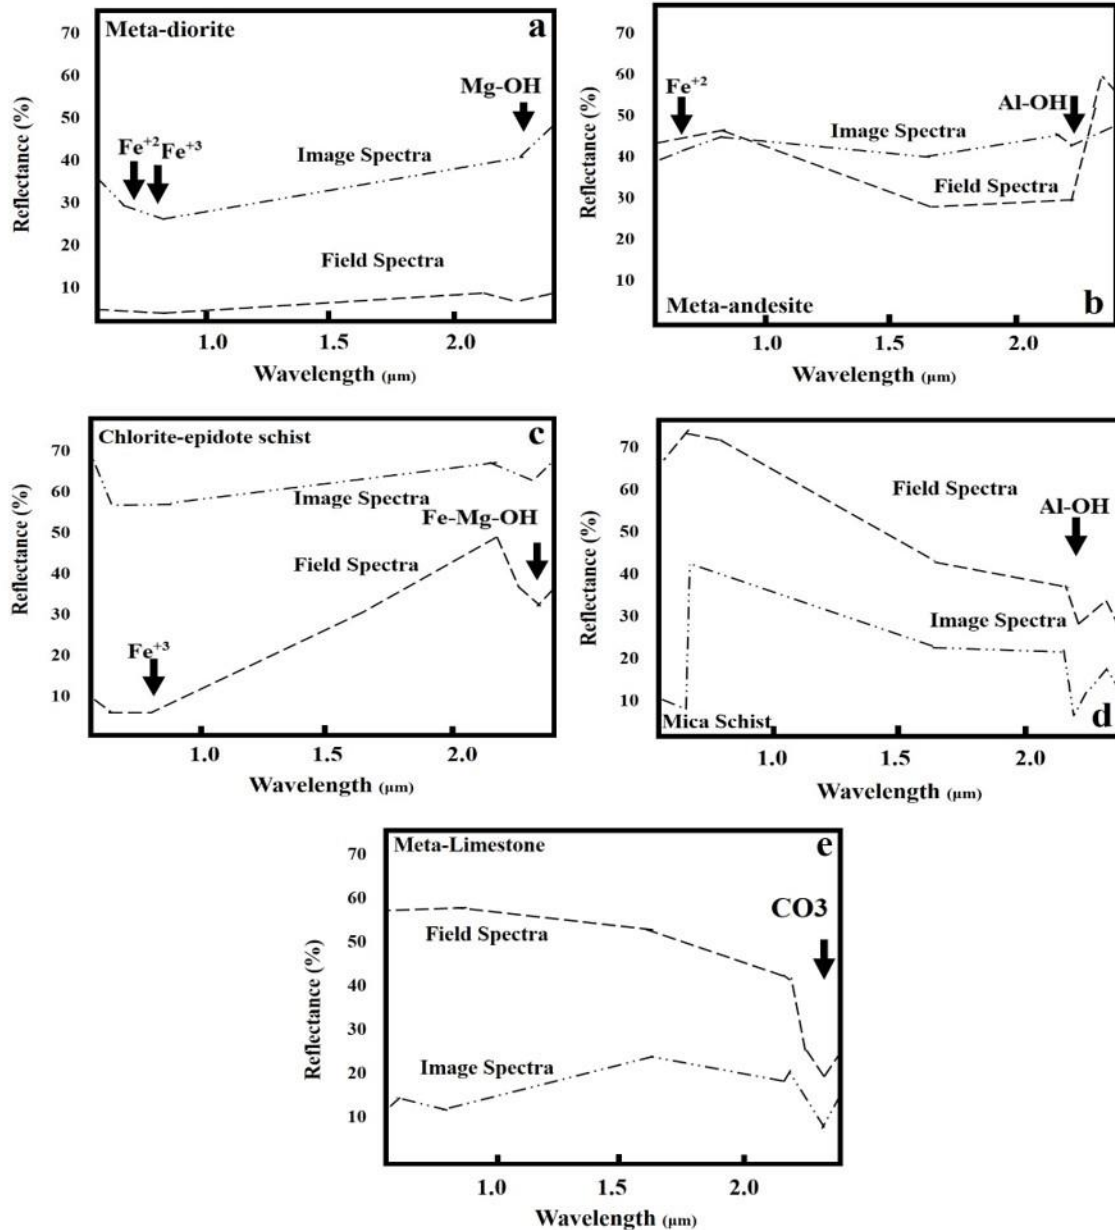 Meta-diorite
a
70
60
50
40
30
20
10
Reflectance (%)
Mg-OH
Fe+2 Fe+3
Image Spectra
Field Spectra
1.0 1.5 2.0
Wavelength (μm)
70
60
50
40
30
20
10
Reflectance (%)
Fe+2
Al-OH
Image Spectra
Field Spectra
Meta-andesite
b
1.0 1.5 2.0
Wavelength (μm)
Chlorite-epidote schist
c
70
60
50
40
30
20
10
Reflectance (%)
Image Spectra
Fe-Mg-OH
Field Spectra
Fe+3
1.0 1.5 2.0
Wavelength (μm)
70
60
50
40
30
20
10
Reflectance (%)
Field Spectra
Al-OH
Image Spectra
Mica Schist
d
1.0 1.5 2.0
Wavelength (μm)
Meta-Limestone
e
70
60
50
40
30
20
10
Reflectance (%)
CO3
Field Spectra
Image Spectra
1.0 1.5 2.0
Wavelength (μm)